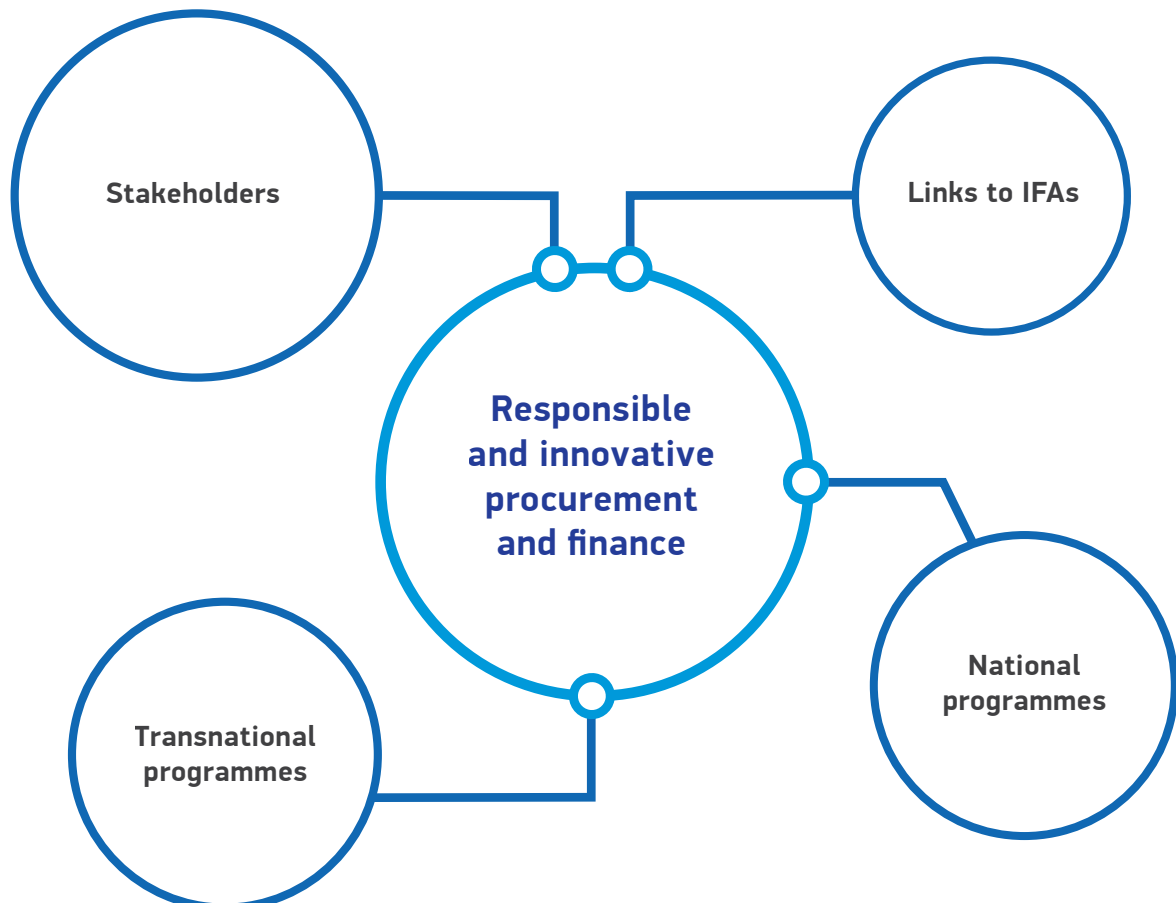 Stakeholders
Links to IFAs
Responsible
and innovative
procurement
and finance
National
programmes
Transnational
programmes